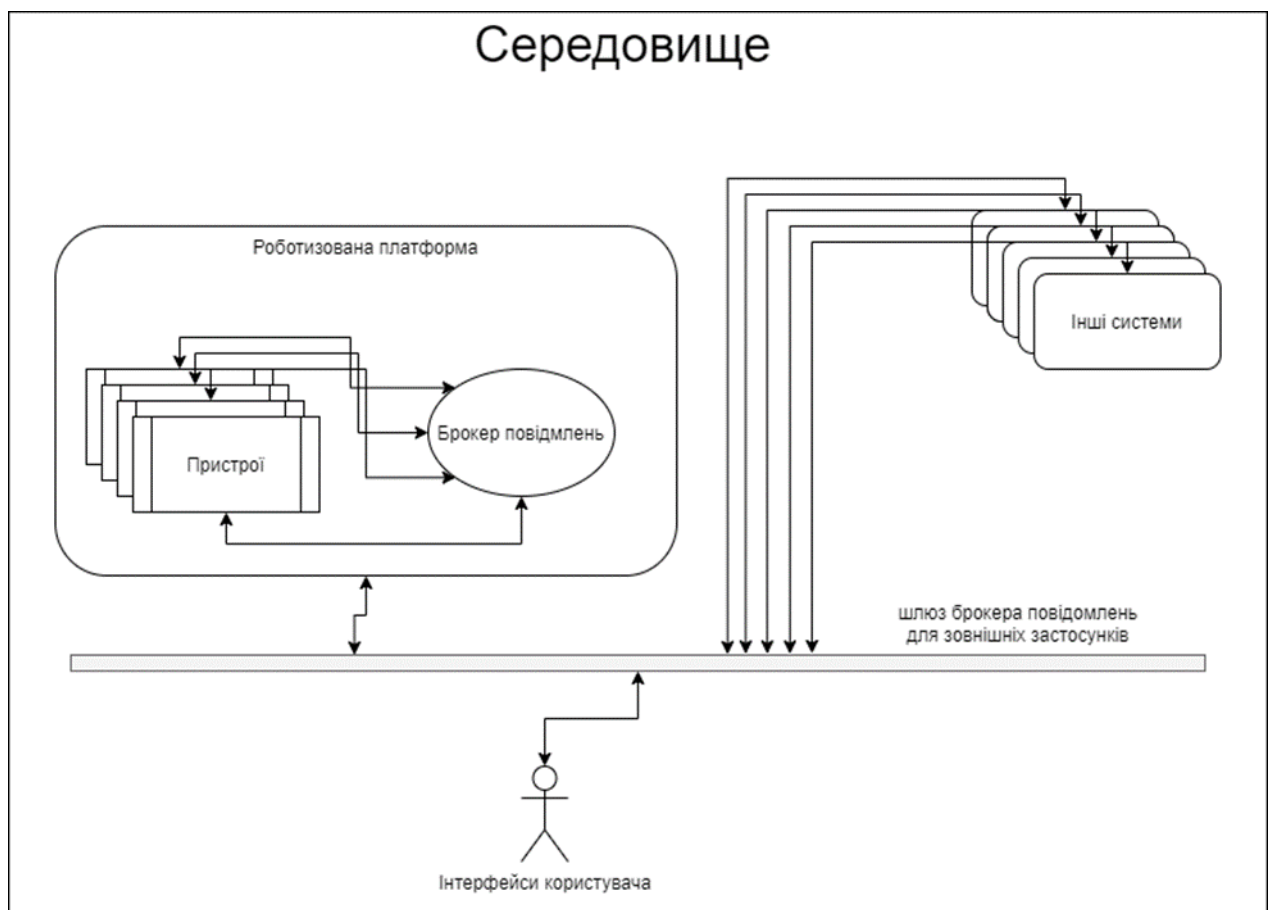 Середовище
Роботизована платформа
Пристрої
Брокер повідмлень
Інші системи
шлюз брокера повідомлень
для зовнішніх застосунків
Інтерфейси користувача